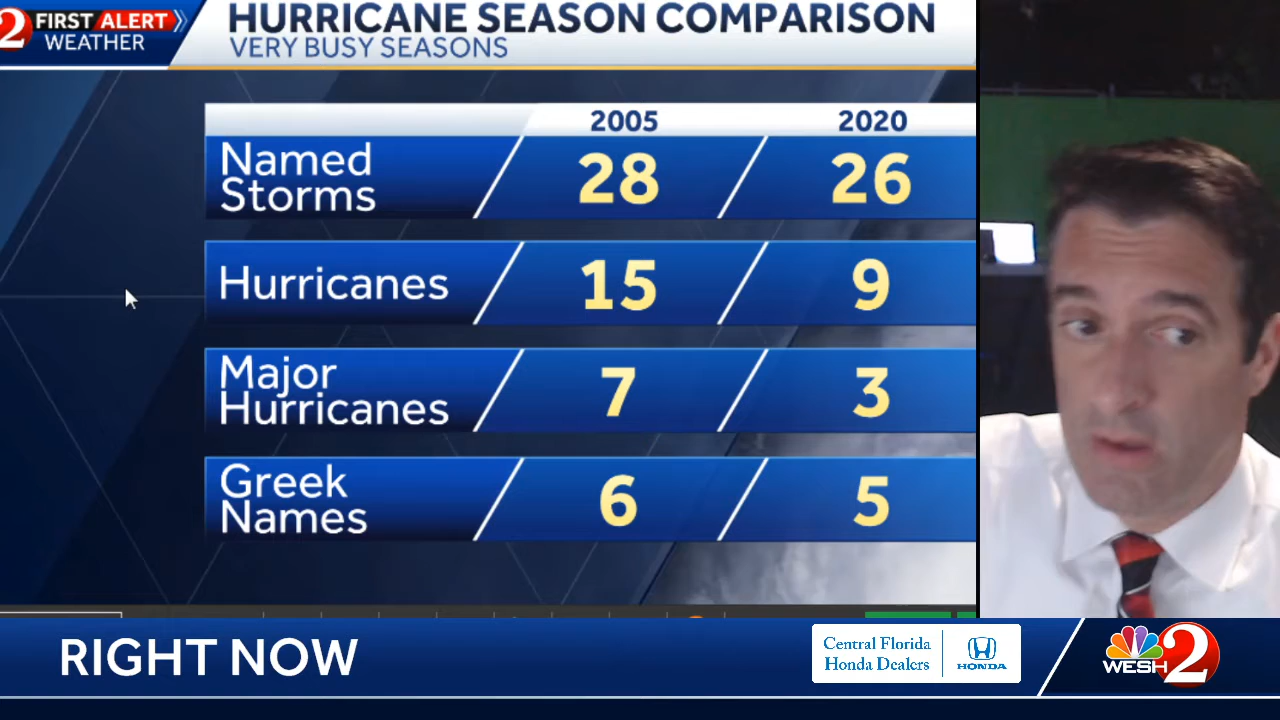 2 FIRST ALERT
WEATHER
HURRICANE SEASON COMPARISON
VERY BUSY SEASONS
2005 2020
Named
Storms 28 26
Hurricanes 15 9
Major
Hurricanes 7 3
Greek
Names 6 5
RIGHT NOW
Central Florida
Honda Dealers
HONDA
WESH 2